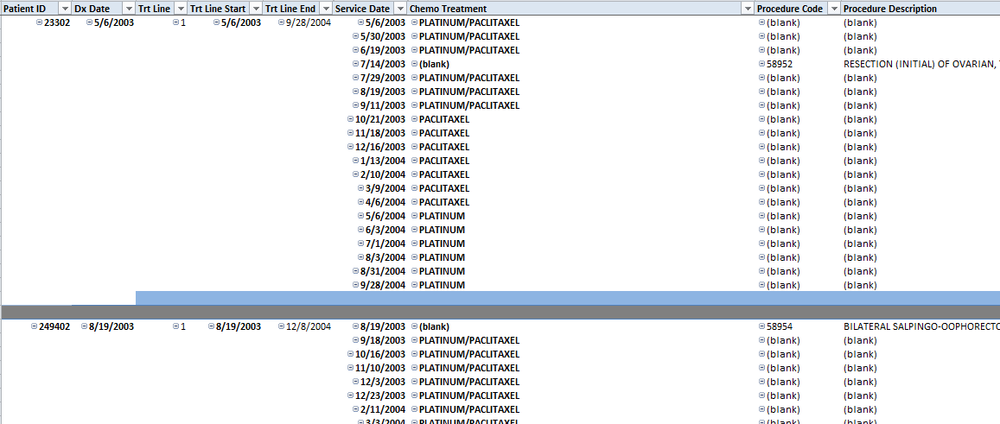 Patient ID Dx Date Trt Line Trt Line Start Trt Line End Service Date Chemo Treatment Procedure Code Procedure Description
23302 5/6/2003 1 5/6/2003 9/28/2004 5/6/2003 PLATINUM/PACLITAXEL (blank) (blank)
5/30/2003 PLATINUM/PACLITAXEL (blank) (blank)
6/19/2003 PLATINUM/PACLITAXEL (blank) (blank)
7/14/2003 (blank) 58952 RESECTION (INITIAL) OF OVARIAN,
7/29/2003 PLATINUM/PACLITAXEL (blank) (blank)
8/19/2003 PLATINUM/PACLITAXEL (blank) (blank)
9/11/2003 PLATINUM/PACLITAXEL (blank) (blank)
10/21/2003 PACLITAXEL (blank) (blank)
11/18/2003 PACLITAXEL (blank) (blank)
12/16/2003 PACLITAXEL (blank) (blank)
1/13/2004 PACLITAXEL (blank) (blank)
2/10/2004 PACLITAXEL (blank) (blank)
3/9/2004 PACLITAXEL (blank) (blank)
4/6/2004 PACLITAXEL (blank) (blank)
5/6/2004 PLATINUM (blank) (blank)
6/3/2004 PLATINUM (blank) (blank)
7/1/2004 PLATINUM (blank) (blank)
8/3/2004 PLATINUM (blank) (blank)
8/31/2004 PLATINUM (blank) (blank)
9/28/2004 PLATINUM (blank) (blank)
249402 8/19/2003 1 8/19/2003 12/8/2004 8/19/2003 (blank) 58954 BILATERAL SALPINGO-OOPHORECTO
9/18/2003 PLATINUM/PACLITAXEL (blank) (blank)
10/16/2003 PLATINUM/PACLITAXEL (blank) (blank)
11/10/2003 PLATINUM/PACLITAXEL (blank) (blank)
12/3/2003 PLATINUM/PACLITAXEL (blank) (blank)
12/23/2003 PLATINUM/PACLITAXEL (blank) (blank)
2/11/2004 PLATINUM/PACLITAXEL (blank) (blank)
3/3/2004 PLATINUM/PACLITAXEL (blank) (blank)